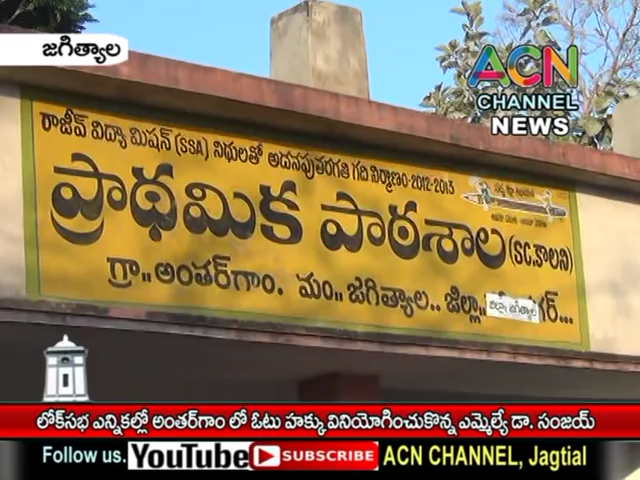 జగిత్యాల
ACN
CHANNEL
NEWS
రాజీవ్ విద్యా మిషన్ (SSA) నిధులతో అదనపుతరగతి గది నిర్మాణం-2012-2013
ప్రాథమిక పాఠశాల (SC.కాలని)
గ్రా.. అంతర్‌గాం. మం.. జగిత్యాల.. జిల్లా..
లోక్‌సభ ఎన్నికల్లో అంతర్‌గాం లో ఓటు హక్కు వినియోగించుకొన్న ఎమ్మెల్యే డా. సంజయ్
Follow us. YouTube SUBSCRIBE ACN CHANNEL, Jagtial